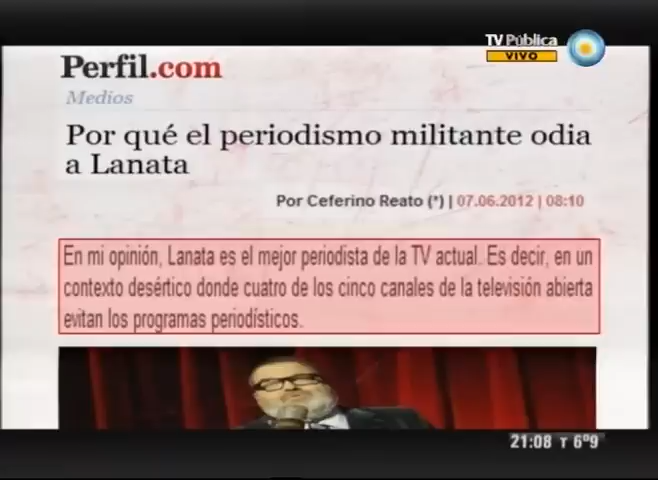 TV Pública
VIVO
Perfil.com
Medios
Por qué el periodismo militante odia
a Lanata
Por Ceferino Reato (*) | 07.06.2012 | 08:10
En mi opinión, Lanata es el mejor periodista de la TV actual. Es decir, en un
contexto desértico donde cuatro de los cinco canales de la televisión abierta
evitan los programas periodísticos.
21:08 T 6º9